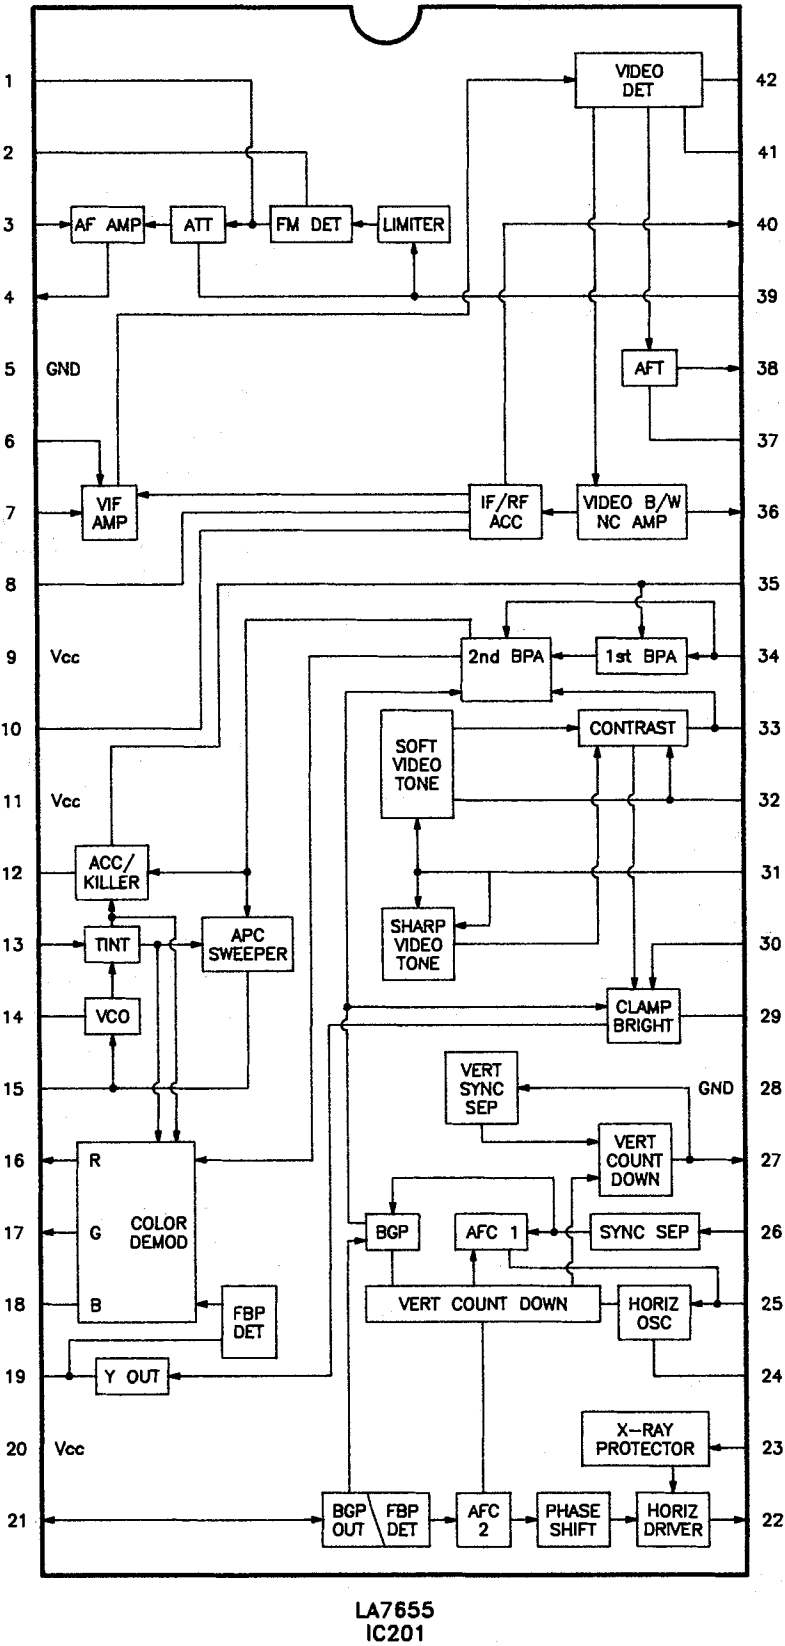 1
VIDEO
DET
42
2
41
3
AF AMP
ATT
FM DET
LIMITER
40
4
39
5
GND
AFT
38
6
37
7
VIF
AMP
IF/RF
ACC
VIDEO B/W
NC AMP
36
8
35
9
Vcc
2nd BPA
1st BPA
34
10
SOFT
VIDEO
TONE
CONTRAST
33
11
Vcc
32
12
ACC/
KILLER
31
13
TINT
APC
SWEEPER
SHARP
VIDEO
TONE
30
14
VCO
CLAMP
BRIGHT
29
15
VERT
SYNC
SEP
GND
28
16
R
VERT
COUNT
DOWN
27
17
G
COLOR
DEMOD
BGP
AFC 1
SYNC SEP
26
18
B
FBP
DET
VERT COUNT DOWN
HORIZ
OSC
25
19
Y OUT
24
20
Vcc
X-RAY
PROTECTOR
23
21
BGP
OUT
FBP
DET
AFC
2
PHASE
SHIFT
HORIZ
DRIVER
22
LA7655
IC201